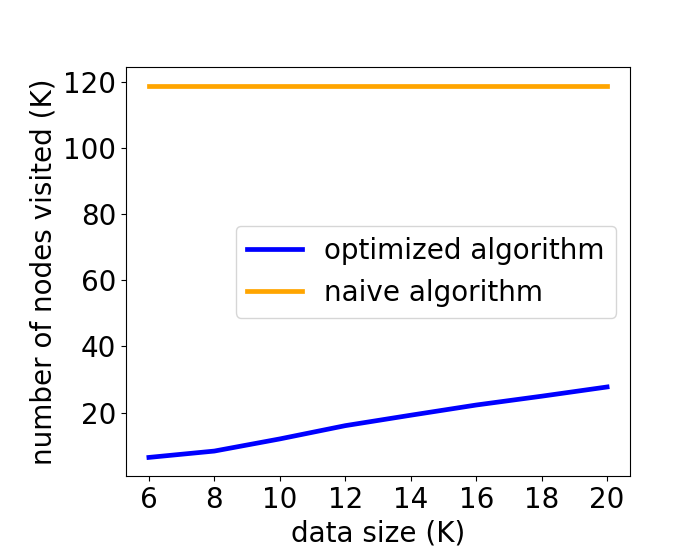 number of nodes visited (K)
120
100
80
60
40
20
optimized algorithm
naive algorithm
6 8 10 12 14 16 18 20
data size (K)